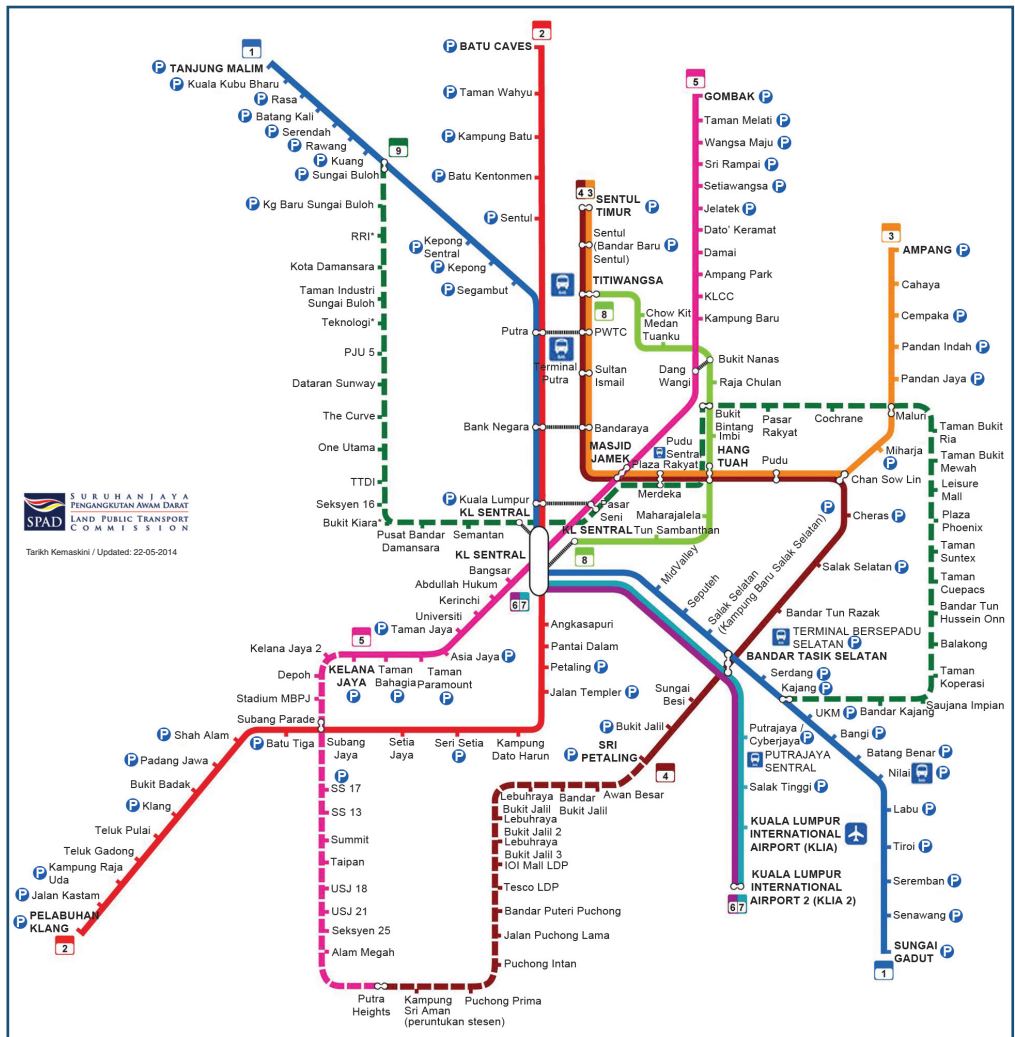 1
TANJUNG MALIM
Kuala Kubu Bharu
Rasa
Batang Kali
Serendah
Rawang
Kuang
Sungai Buloh
Kepong
Sentral
Kepong
Segambut
Putra
Bank Negara
Kuala Lumpur
KL SENTRAL
2
BATU CAVES
Taman Wahyu
Kampung Batu
Batu Kentonmen
Sentul
9
Kg Baru Sungai Buloh
RRI*
Kota Damansara
Taman Industri
Sungai Buloh
Teknologi*
PJU 5
Dataran Sunway
The Curve
One Utama
TTDI
Seksyen 16
Bukit Kiara*
Pusat Bandar
Damansara
Semantan
4 3
SENTUL
TIMUR
Sentul
(Bandar Baru
Sentul)
TITIWANGSA
PWTC
Terminal
Putra
Sultan
Ismail
Bandaraya
MASJID
JAMEK
8
Chow Kit
Medan
Tuanku
Bukit Nanas
Raja Chulan
Bukit
Bintang
Imbi
HANG
TUAH
Maharajalela
Tun Sambanthan
KL SENTRAL
8
5
GOMBAK
Taman Melati
Wangsa Maju
Sri Rampai
Setiawangsa
Jelatek
Dato' Keramat
Damai
Ampang Park
KLCC
Kampung Baru
Dang
Wangi
Pasar
Seni
Pudu
Sentral
Plaza Rakyat
Merdeka
Pudu
3
AMPANG
Cahaya
Cempaka
Pandan Indah
Pandan Jaya
Maluri
Miharja
Chan Sow Lin
Pasar
Rakyat
Cochrane
Taman Bukit
Ria
Taman Bukit
Mewah
Leisure
Mall
Plaza
Phoenix
Taman
Suntex
Taman
Cuepacs
Bandar Tun
Hussein Onn
Balakong
Taman
Koperasi
Saujana Impian
Bandar Kajang
Cheras
Salak Selatan
Bandar Tun Razak
TERMINAL BERSEPADU
SELATAN
BANDAR TASIK SELATAN
MidValley
Seputeh
Salak Selatan
(Kampung Baru Salak Selatan)
Serdang
Kajang
UKM
Bangi
Batang Benar
Nilai
Labu
Tiroi
Seremban
Senawang
SUNGAI
GADUT
1
SURUHANJAYA
PENGANGKUTAN AWAM DARAT
SPAD
LAND PUBLIC TRANSPORT
COMMISSION
Tarikh Kemaskini / Updated: 22-05-2014
KL SENTRAL
Bangsar
Abdullah Hukum
Kerinchi
Universiti
Taman Jaya
Asia Jaya
Taman
Paramount
Taman
Bahagia
KELANA
JAYA
5
6 7
Kelana Jaya 2
Depoh
Stadium MBPJ
Subang Parade
Angkasapuri
Pantai Dalam
Petaling
Jalan Templer
Kampung
Dato Harun
Seri Setia
Setia
Jaya
Subang
Jaya
Batu Tiga
Shah Alam
Padang Jawa
Bukit Badak
Klang
Teluk Pulai
Teluk Gadong
Kampung Raja
Uda
Jalan Kastam
PELABUHAN
KLANG
2
SS 17
SS 13
Summit
Taipan
USJ 18
USJ 21
Seksyen 25
Alam Megah
Putra
Heights
Kampung
Sri Aman
(peruntukan stesen)
Puchong Prima
Puchong Intan
Jalan Puchong Lama
Bandar Puteri Puchong
Tesco LDP
IOI Mall LDP
Lebuhraya
Bukit Jalil 3
Lebuhraya
Bukit Jalil 2
Lebuhraya
Bukit Jalil
Bandar
Bukit Jalil
Awan Besar
4
SRI
PETALING
Bukit Jalil
Sungai
Besi
Putrajaya /
Cyberjaya
PUTRAJAYA
SENTRAL
Salak Tinggi
KUALA LUMPUR
INTERNATIONAL
AIRPORT (KLIA)
KUALA LUMPUR
INTERNATIONAL
AIRPORT 2 (KLIA 2)
6 7